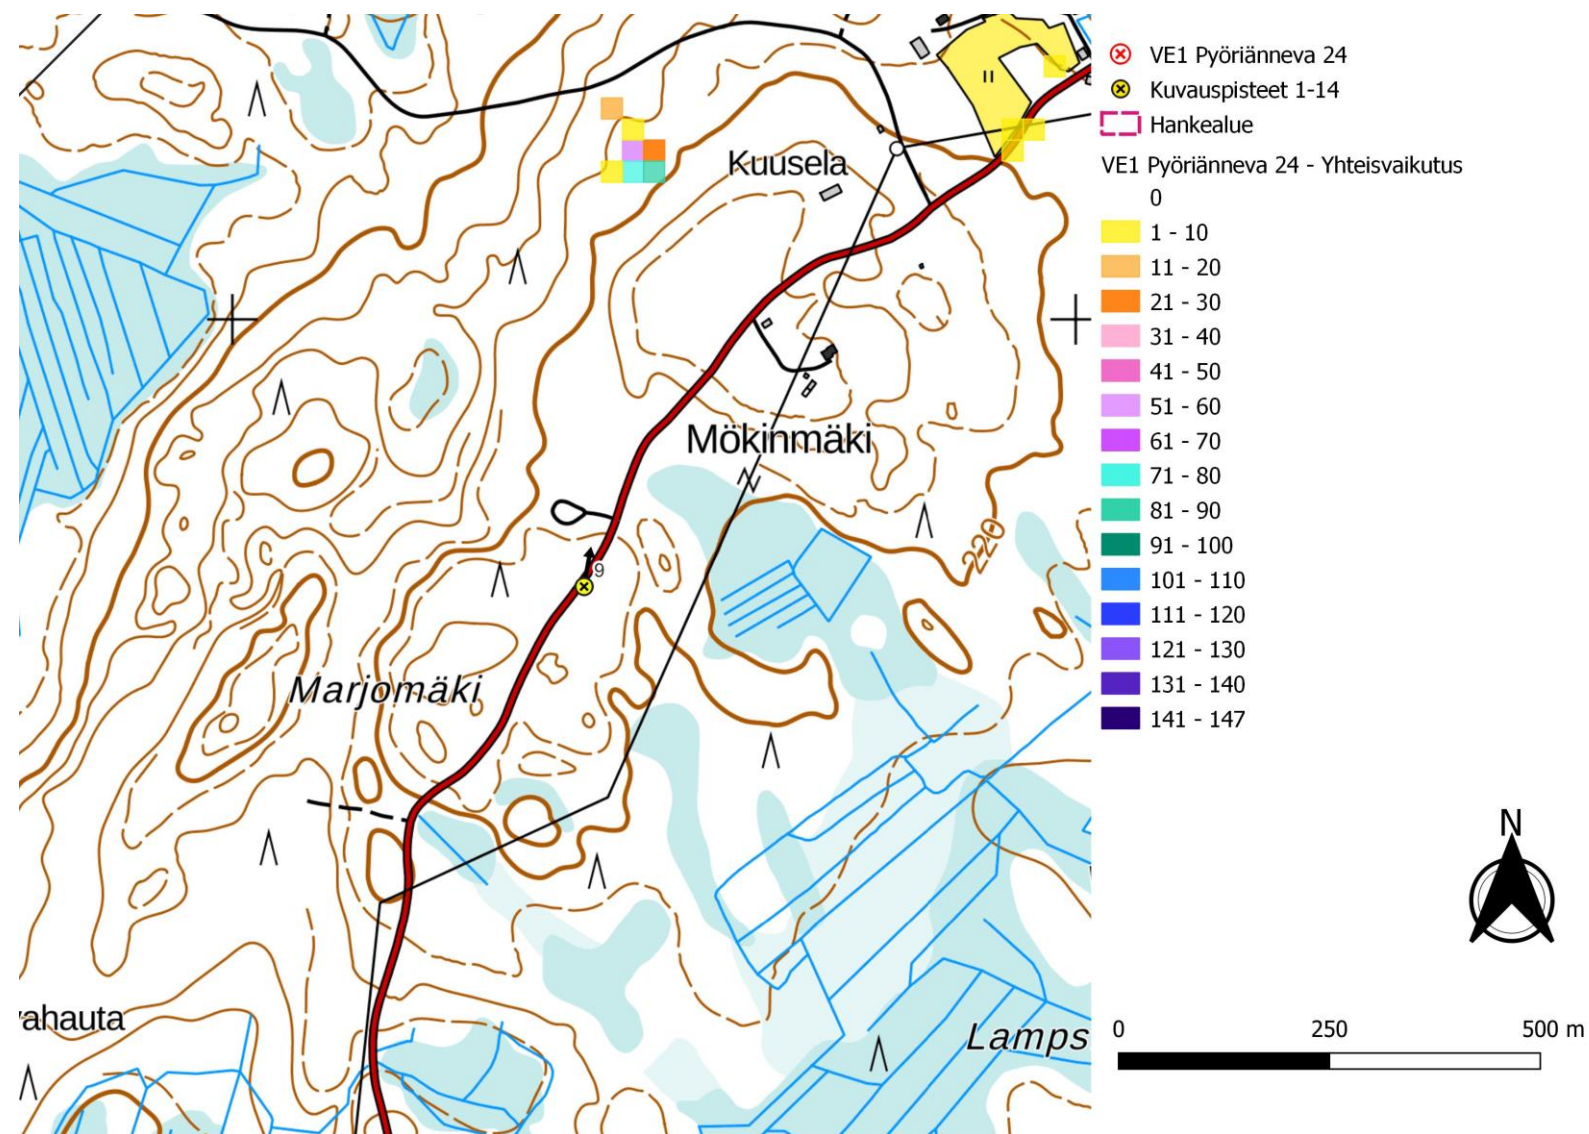 Kuusela
Mökinmäki
220
9
Marjomäki
ahauta
Lamps
VE1 Pyöriänneva 24
Kuvauspisteet 1-14
Hankealue
VE1 Pyöriänneva 24 - Yhteisvaikutus
0
1 - 10
11 - 20
21 - 30
31 - 40
41 - 50
51 - 60
61 - 70
71 - 80
81 - 90
91 - 100
101 - 110
111 - 120
121 - 130
131 - 140
141 - 147
N
0 250 500 m